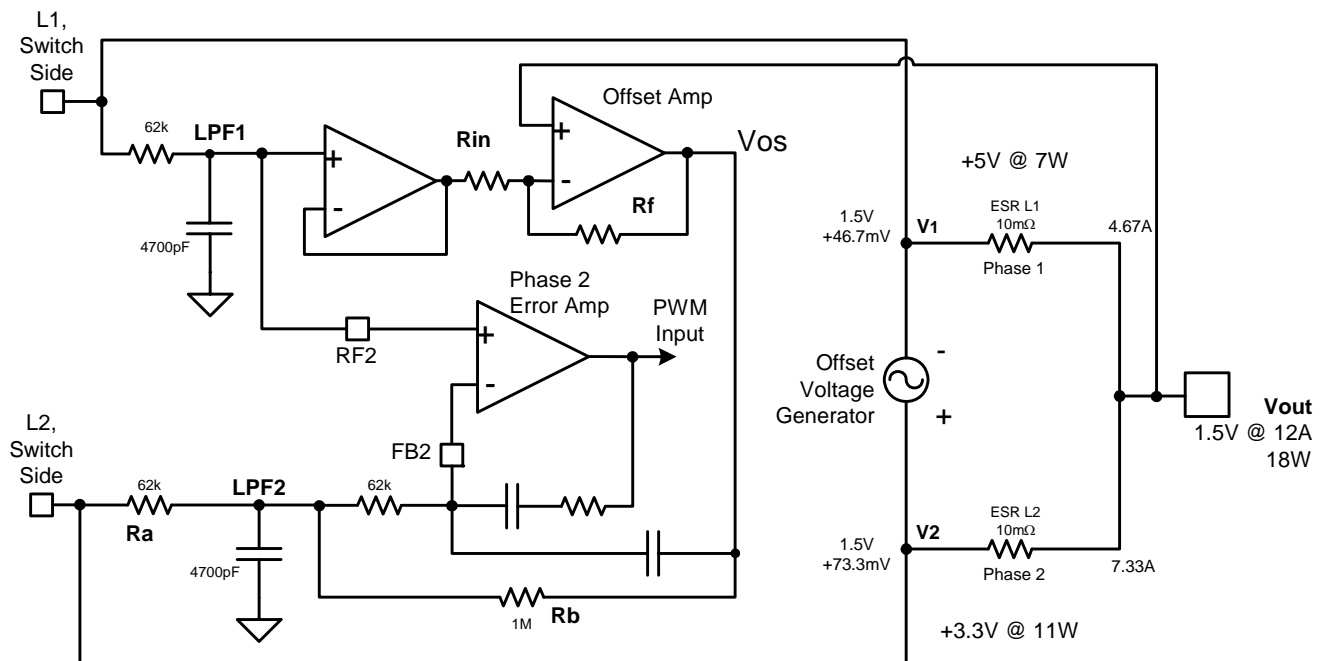 L1,
Switch
Side
62k
LPF1
4700pF
+
-
Rin
Offset Amp
+
-
Rf
Vos
Phase 2
Error Amp
RF2
+
-
PWM
Input
FB2
L2,
Switch
Side
62k
Ra
LPF2
4700pF
62k
1M
Rb
+5V @ 7W
1.5V
+46.7mV
V1
ESR L1
10mΩ
Phase 1
4.67A
Offset
Voltage
Generator
-
+
Vout
1.5V @ 12A
18W
1.5V
+73.3mV
V2
ESR L2
10mΩ
Phase 2
7.33A
+3.3V @ 11W